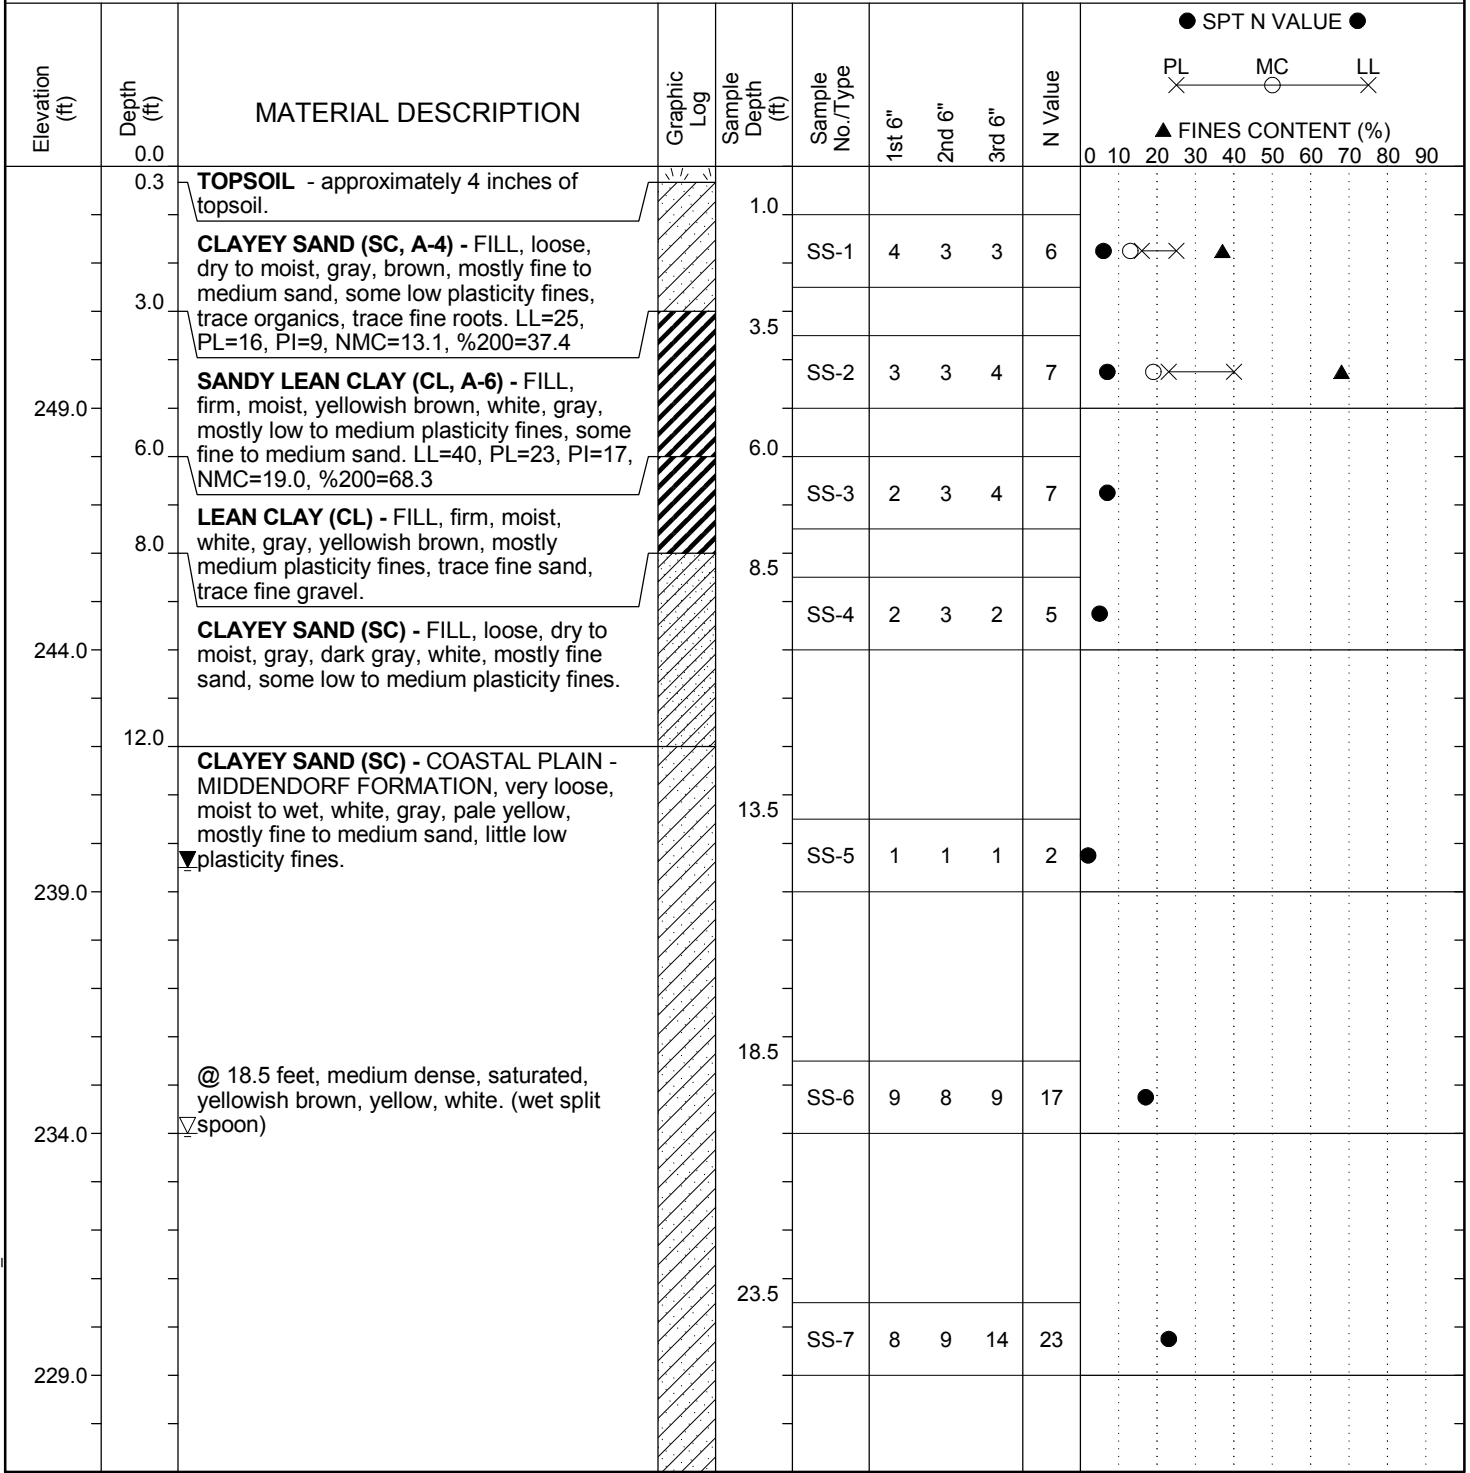 Elevation
(ft)
Depth
(ft)
0.0
MATERIAL DESCRIPTION
Graphic
Log
Sample
Depth
(ft)
Sample
No./Type
1st 6"
2nd 6"
3rd 6"
N Value
SPT N VALUE
PL MC LL
FINES CONTENT (%)
0 10 20 30 40 50 60 70 80 90
0.3
TOPSOIL - approximately 4 inches of
topsoil.
CLAYEY SAND (SC, A-4) - FILL, loose,
dry to moist, gray, brown, mostly fine to
medium sand, some low plasticity fines,
trace organics, trace fine roots. LL=25,
PL=16, PI=9, NMC=13.1, %200=37.4
3.0
SANDY LEAN CLAY (CL, A-6) - FILL,
firm, moist, yellowish brown, white, gray,
mostly low to medium plasticity fines, some
fine to medium sand. LL=40, PL=23, PI=17,
NMC=19.0, %200=68.3
249.0
6.0
LEAN CLAY (CL) - FILL, firm, moist,
white, gray, yellowish brown, mostly
medium plasticity fines, trace fine sand,
trace fine gravel.
8.0
CLAYEY SAND (SC) - FILL, loose, dry to
moist, gray, dark gray, white, mostly fine
sand, some low to medium plasticity fines.
244.0
12.0
CLAYEY SAND (SC) - COASTAL PLAIN -
MIDDENDORF FORMATION, very loose,
moist to wet, white, gray, pale yellow,
mostly fine to medium sand, little low
plasticity fines.
239.0
@ 18.5 feet, medium dense, saturated,
yellowish brown, yellow, white. (wet split
spoon)
234.0
229.0
1.0
SS-1 4 3 3 6
3.5
SS-2 3 3 4 7
6.0
SS-3 2 3 4 7
8.5
SS-4 2 3 2 5
13.5
SS-5 1 1 1 2
18.5
SS-6 9 8 9 17
23.5
SS-7 8 9 14 23